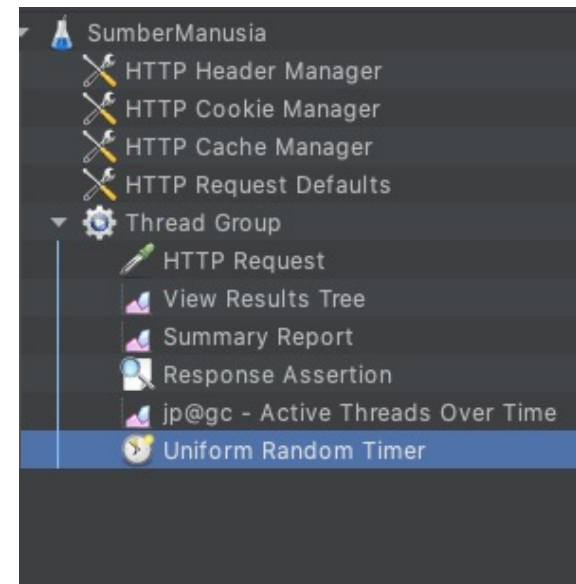 SumberManusia
HTTP Header Manager
HTTP Cookie Manager
HTTP Cache Manager
HTTP Request Defaults
Thread Group
HTTP Request
View Results Tree
Summary Report
Response Assertion
jp@gc - Active Threads Over Time
Uniform Random Timer